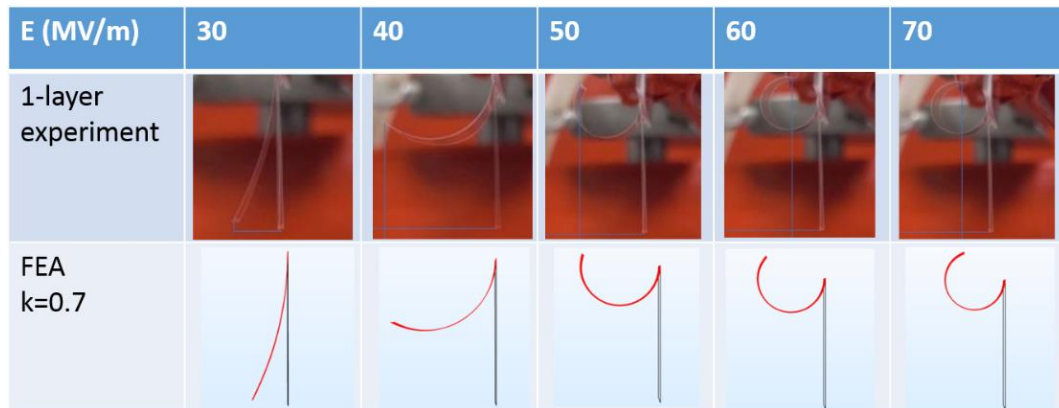 E (MV/m) 30 40 50 60 70
1-layer
experiment
FEA
k=0.7